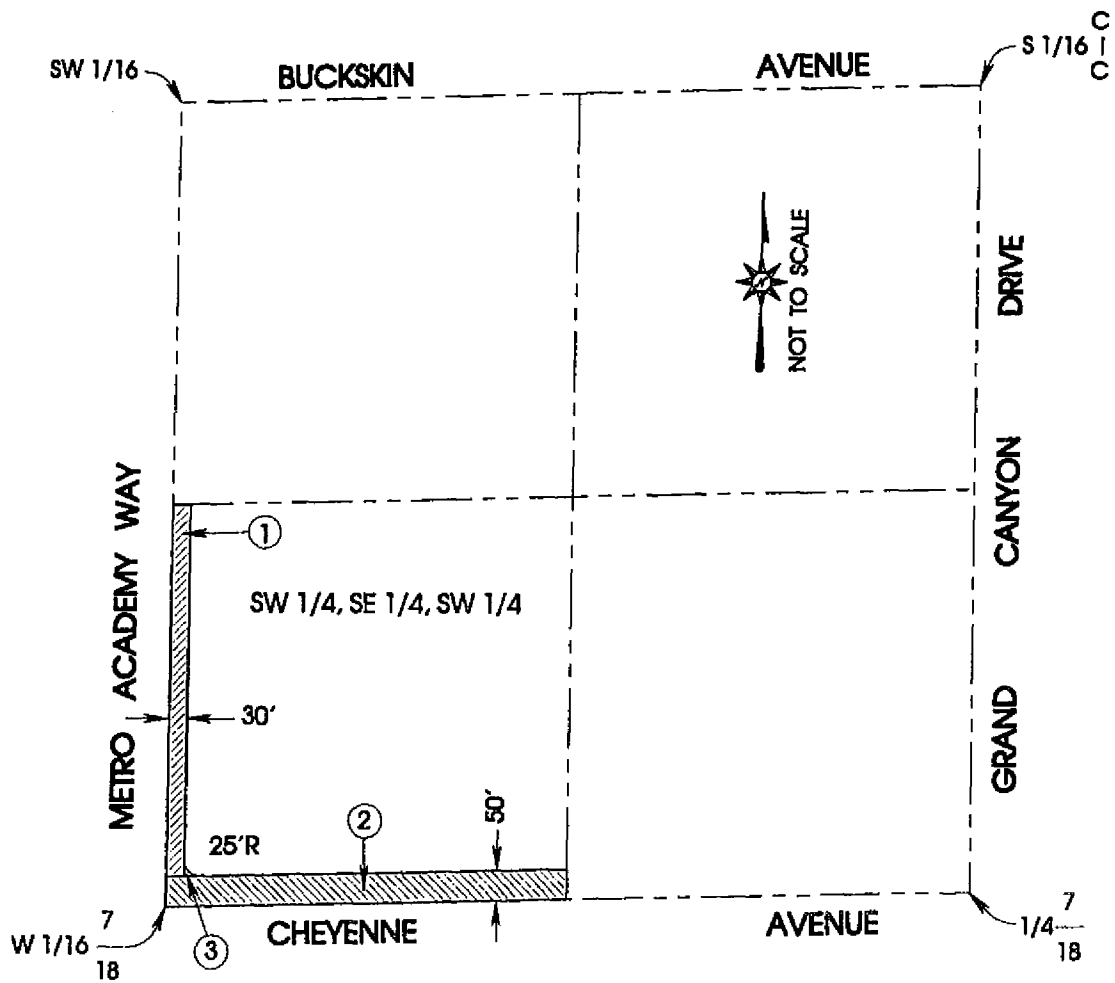 C
S 1/16 |
C
SW 1/16
BUCKSKIN AVENUE
NOT TO SCALE
DRIVE
CANYON
GRAND
METRO ACADEMY WAY
1
SW 1/4, SE 1/4, SW 1/4
30'
25'R
2
50'
W 1/16 7
18
3
CHEYENNE AVENUE
1/4 7
18